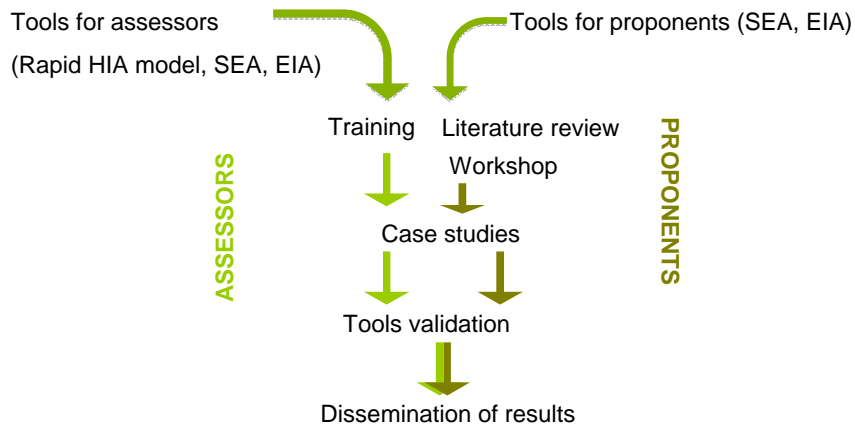 Tools for assessors
(Rapid HIA model, SEA, EIA)
Tools for proponents (SEA, EIA)
Training
Literature review
Workshop
ASSESSORS
PROPONENTS
Case studies
Tools validation
Dissemination of results